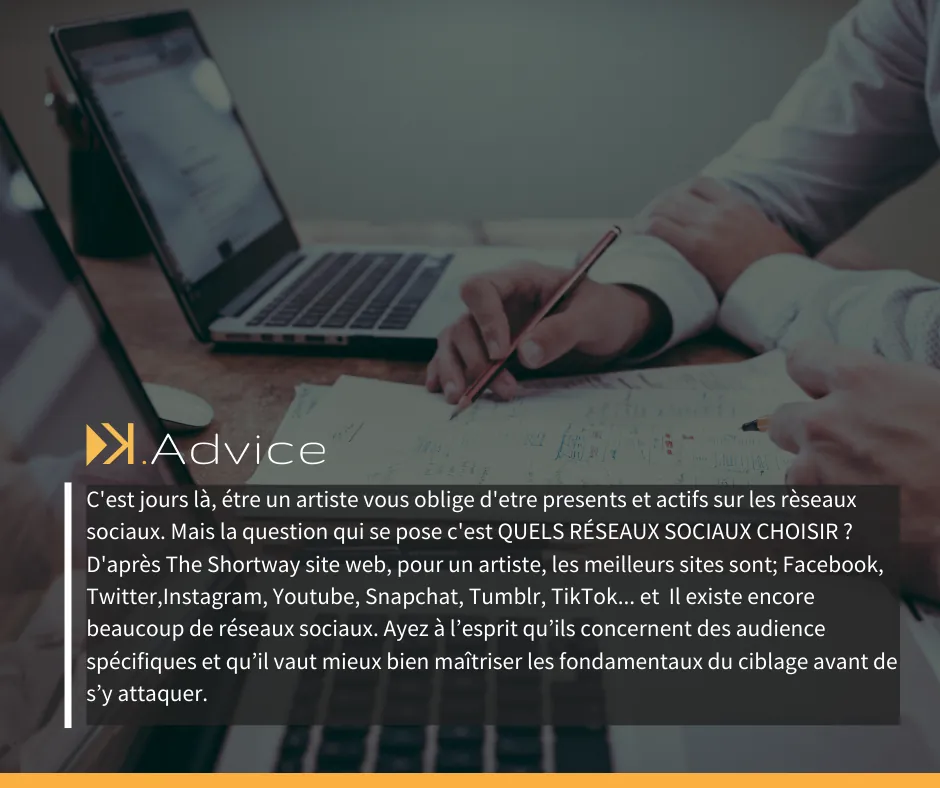 K.Advice
C'est jours là, étre un artiste vous oblige d'etre presents et actifs sur les rèseaux
sociaux. Mais la question qui se pose c'est QUELS RÉSEAUX SOCIAUX CHOISIR ?
D'après The Shortway site web, pour un artiste, les meilleurs sites sont; Facebook,
Twitter,Instagram, Youtube, Snapchat, Tumblr, TikTok... et  Il existe encore
beaucoup de réseaux sociaux. Ayez à l’esprit qu’ils concernent des audience
spécifiques et qu’il vaut mieux bien maîtriser les fondamentaux du ciblage avant de
s’y attaquer.